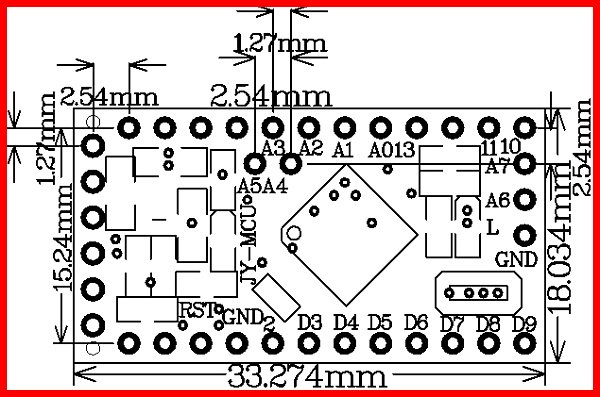 1.27mm
2.54mm
2.54mm
1.27mm
2.54mm
A3 A2 A1 A0 13 11 10
A7
A5 A4
A6
JY-MCU
L
15.24mm
18.034mm
GND
RST
GND
2 D3 D4 D5 D6 D7 D8 D9
33.274mm